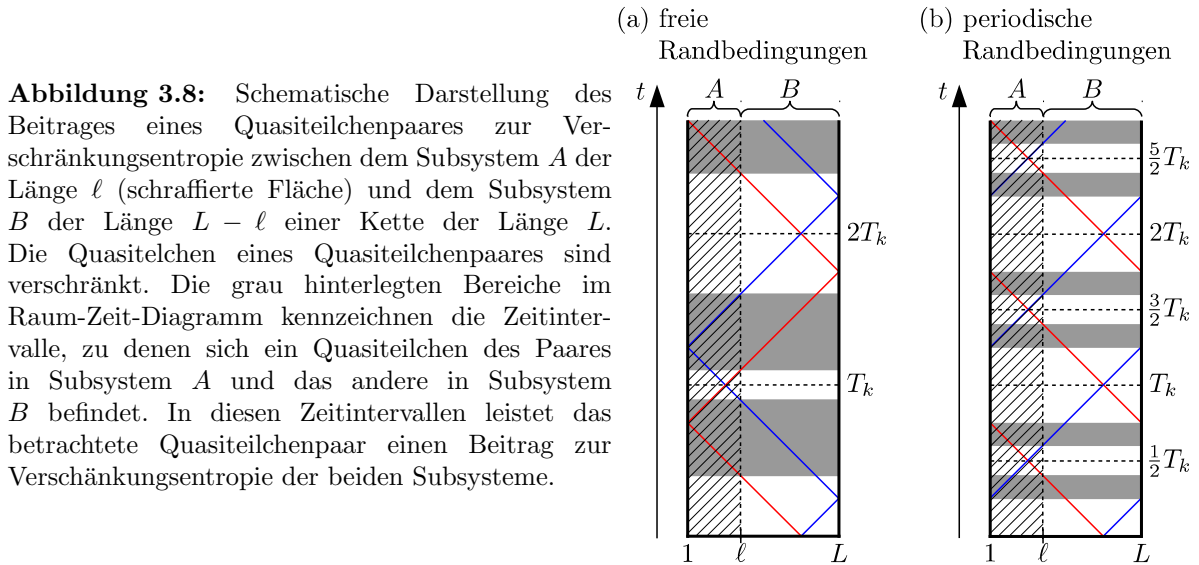 Abbildung 3.8: Schematische Darstellung des
Beitrages eines Quasiteilchenpaares zur Ver-
schränkungsentropie zwischen dem Subsystem A der
Länge ℓ (schraffierte Fläche) und dem Subsystem
B der Länge L − ℓ einer Kette der Länge L.
Die Quasitelchen eines Quasiteilchenpaares sind
verschränkt. Die grau hinterlegten Bereiche im
Raum-Zeit-Diagramm kennzeichnen die Zeitinter-
valle, zu denen sich ein Quasiteilchen des Paares
in Subsystem A und das andere in Subsystem
B befindet. In diesen Zeitintervallen leistet das
betrachtete Quasiteilchenpaar einen Beitrag zur
Verschänkungsentropie der beiden Subsysteme.
(a) freie
Randbedingungen
t
A B
2T_k
T_k
1 ℓ L
(b) periodische
Randbedingungen
t
A B
5/2 T_k
2T_k
3/2 T_k
T_k
1/2 T_k
1 ℓ L